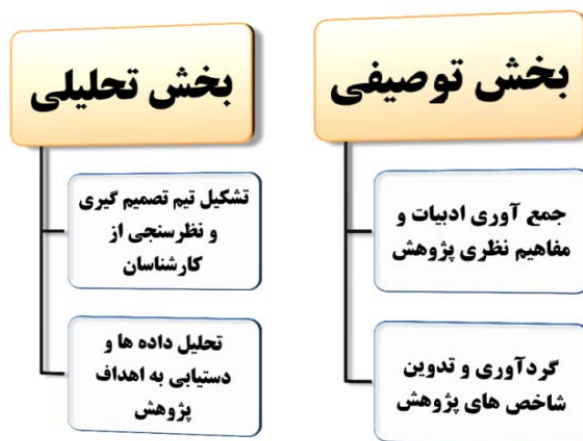 بخش توصیفی
جمع آوری ادبیات و
مفاهیم نظری پژوهش
گردآوری و تدوین
شاخص های پژوهش
بخش تحلیلی
تشکیل تیم تصمیم گیری
و نظرسنجی از
کارشناسان
تحلیل داده ها و
دستیابی به اهداف
پژوهش